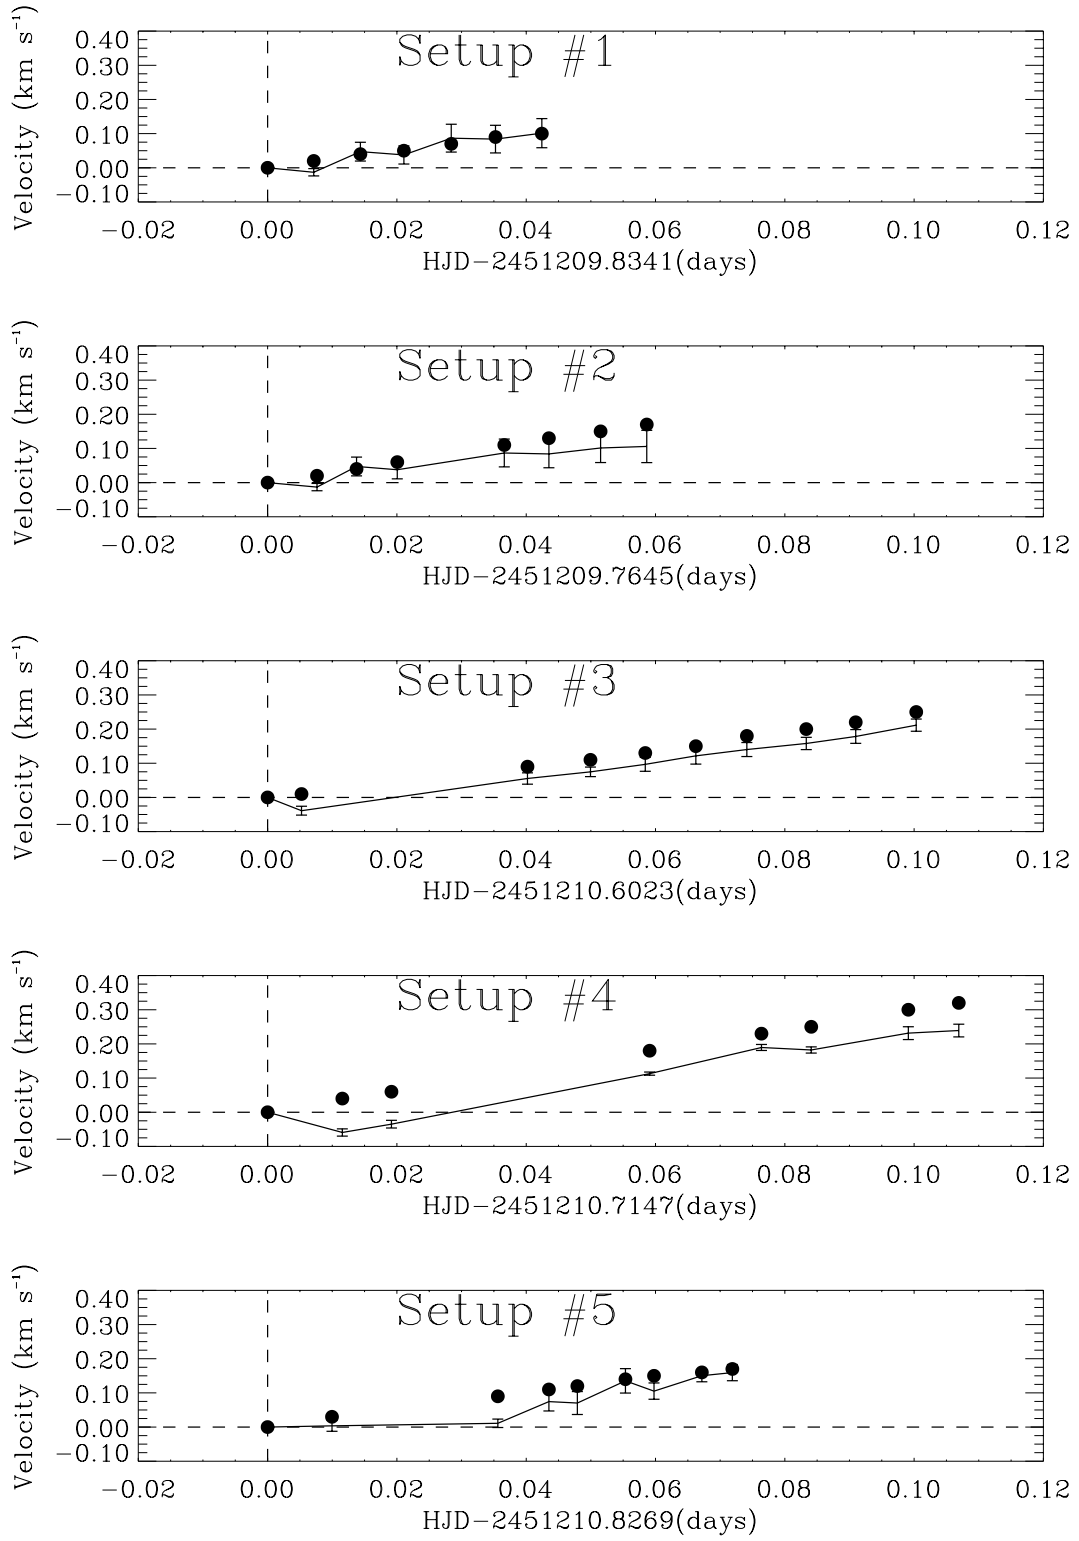 Setup #1
Velocity (km s⁻¹)
0.40
0.30
0.20
0.10
0.00
−0.10
−0.02 0.00 0.02 0.04 0.06 0.08 0.10 0.12
HJD−2451209.8341(days)
Setup #2
Velocity (km s⁻¹)
0.40
0.30
0.20
0.10
0.00
−0.10
−0.02 0.00 0.02 0.04 0.06 0.08 0.10 0.12
HJD−2451209.7645(days)
Setup #3
Velocity (km s⁻¹)
0.40
0.30
0.20
0.10
0.00
−0.10
−0.02 0.00 0.02 0.04 0.06 0.08 0.10 0.12
HJD−2451210.6023(days)
Setup #4
Velocity (km s⁻¹)
0.40
0.30
0.20
0.10
0.00
−0.10
−0.02 0.00 0.02 0.04 0.06 0.08 0.10 0.12
HJD−2451210.7147(days)
Setup #5
Velocity (km s⁻¹)
0.40
0.30
0.20
0.10
0.00
−0.10
−0.02 0.00 0.02 0.04 0.06 0.08 0.10 0.12
HJD−2451210.8269(days)